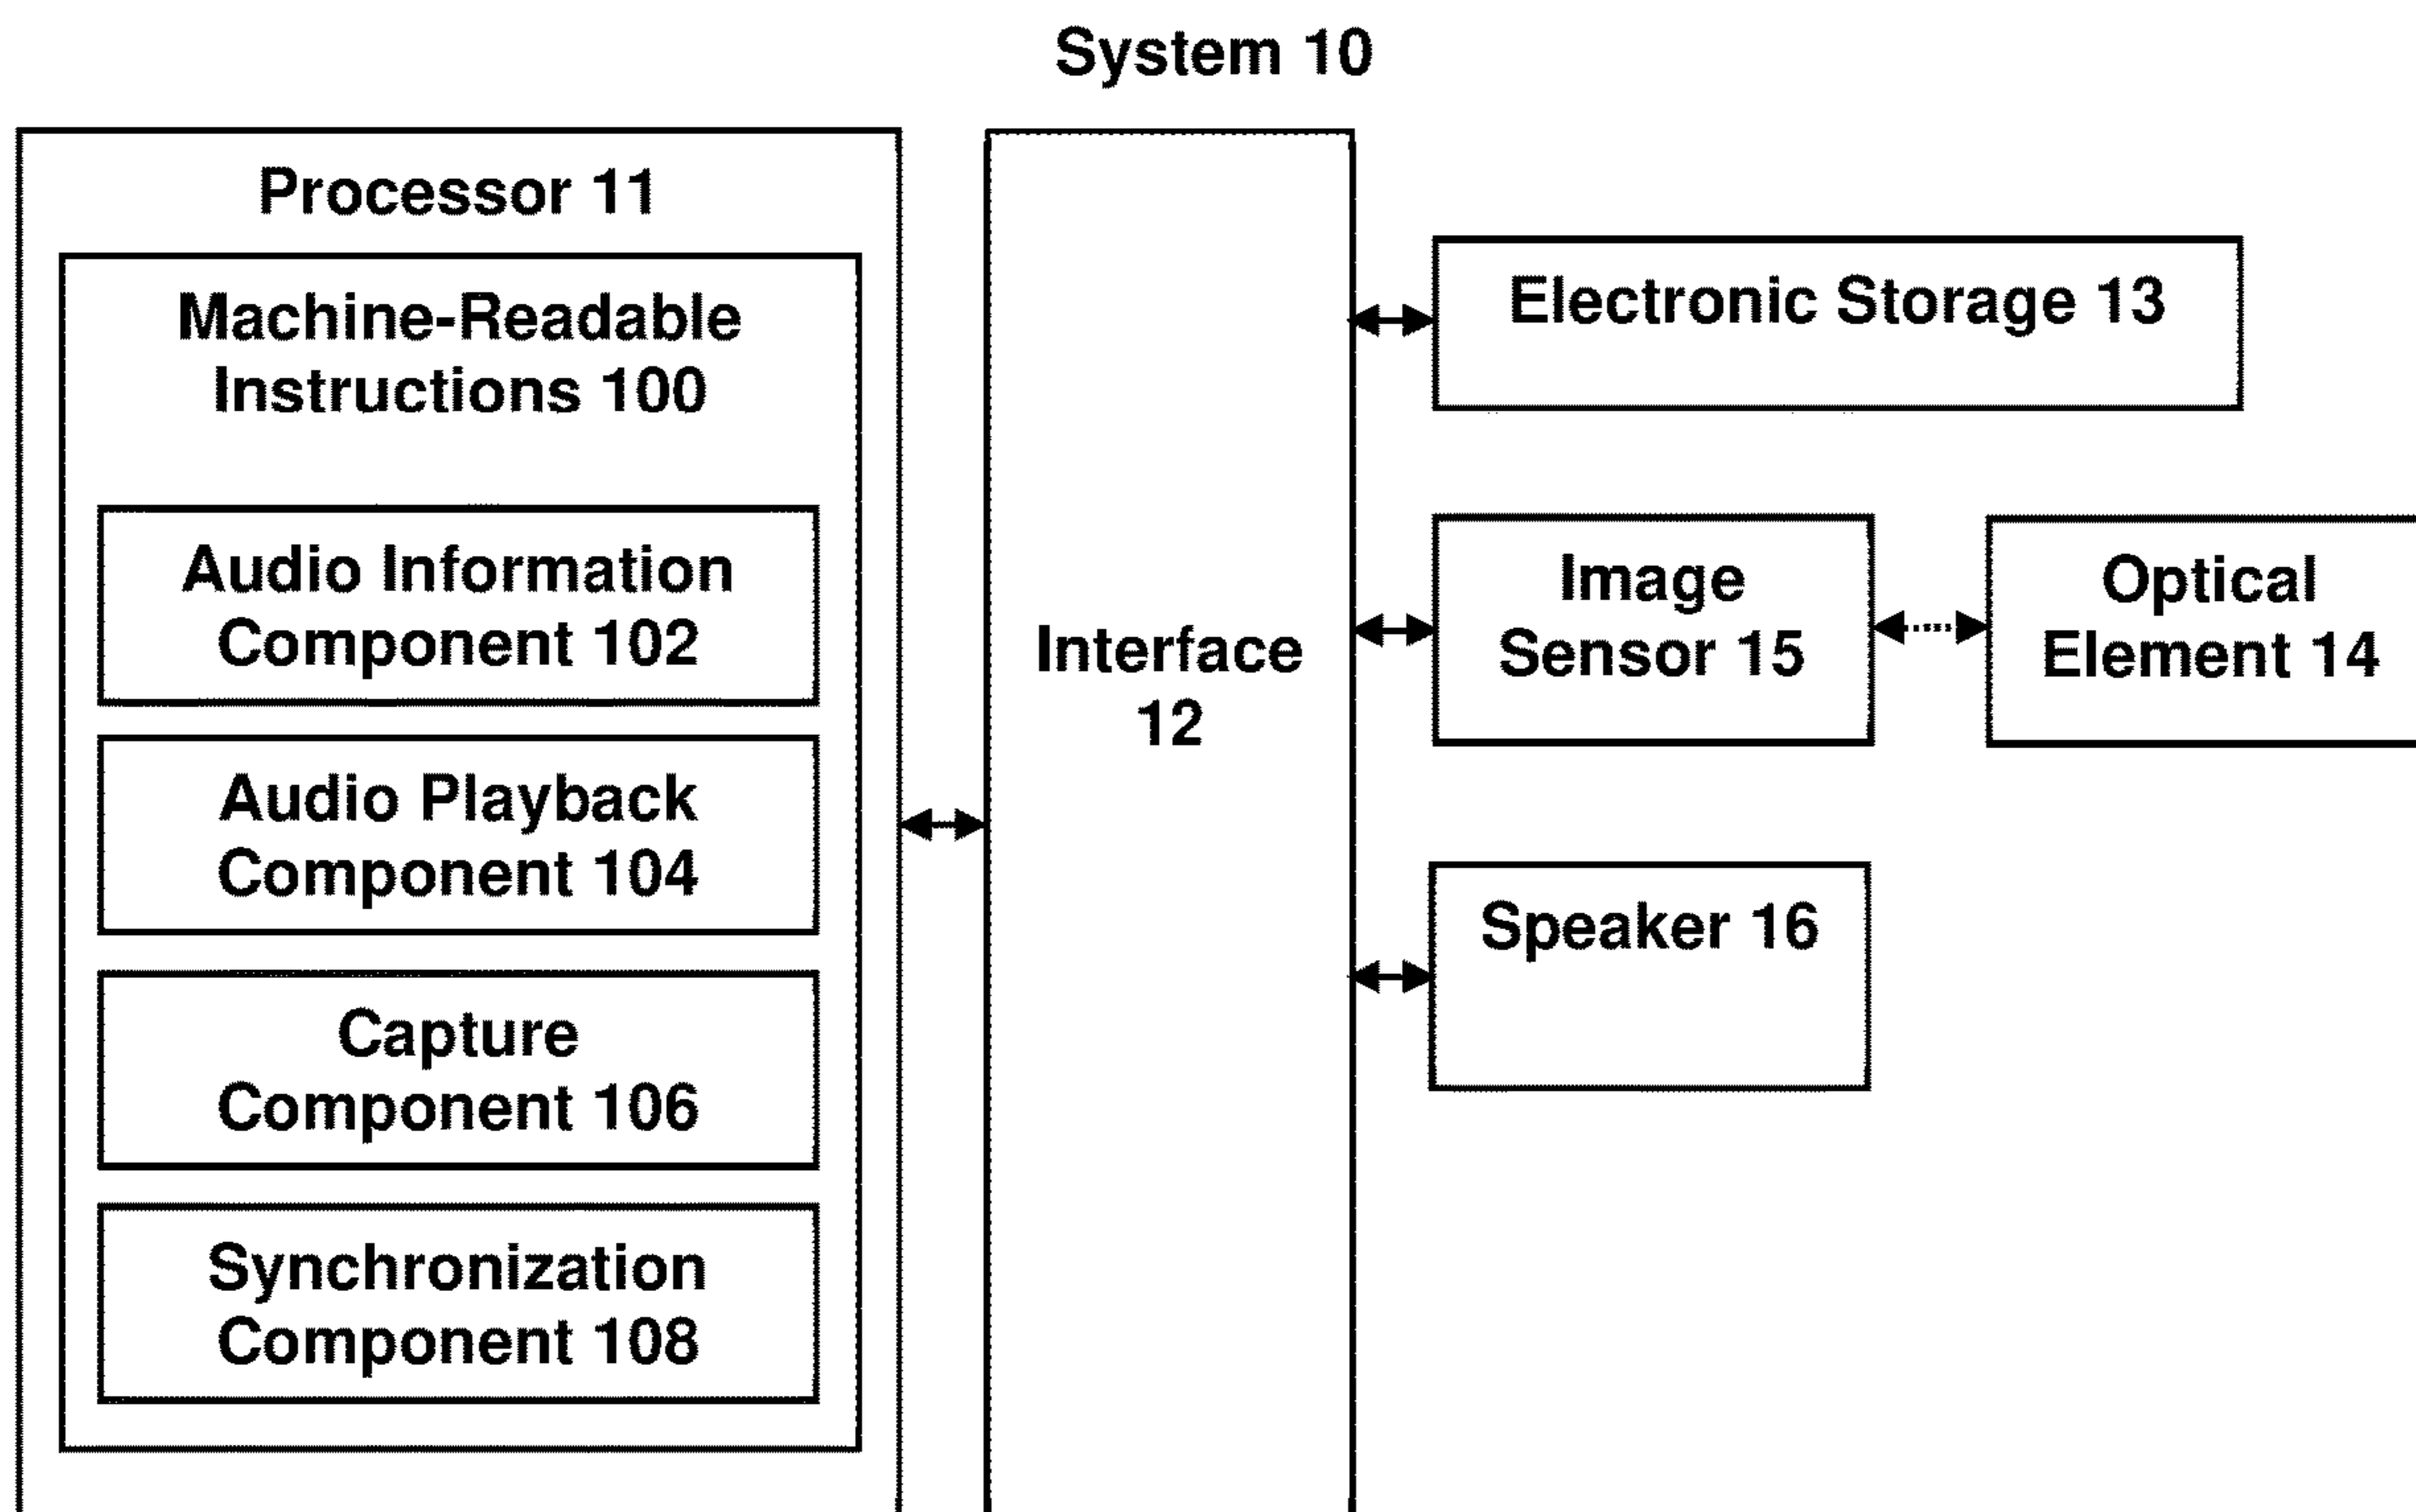 System 10
Processor 11
Machine-Readable
Instructions 100
Audio Information
Component 102
Audio Playback
Component 104
Capture
Component 106
Synchronization
Component 108
Interface
12
Electronic Storage 13
Image
Sensor 15
Optical
Element 14
Speaker 16